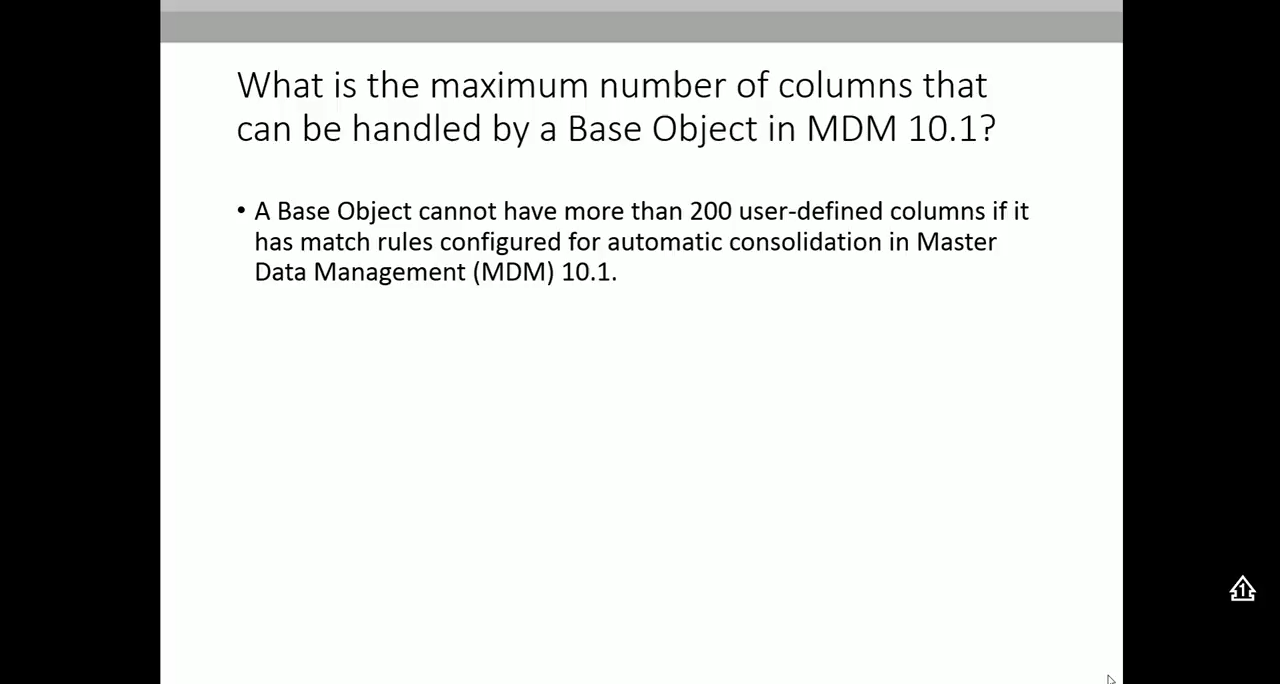 What is the maximum number of columns that
can be handled by a Base Object in MDM 10.1?
• A Base Object cannot have more than 200 user-defined columns if it
has match rules configured for automatic consolidation in Master
Data Management (MDM) 10.1.
1